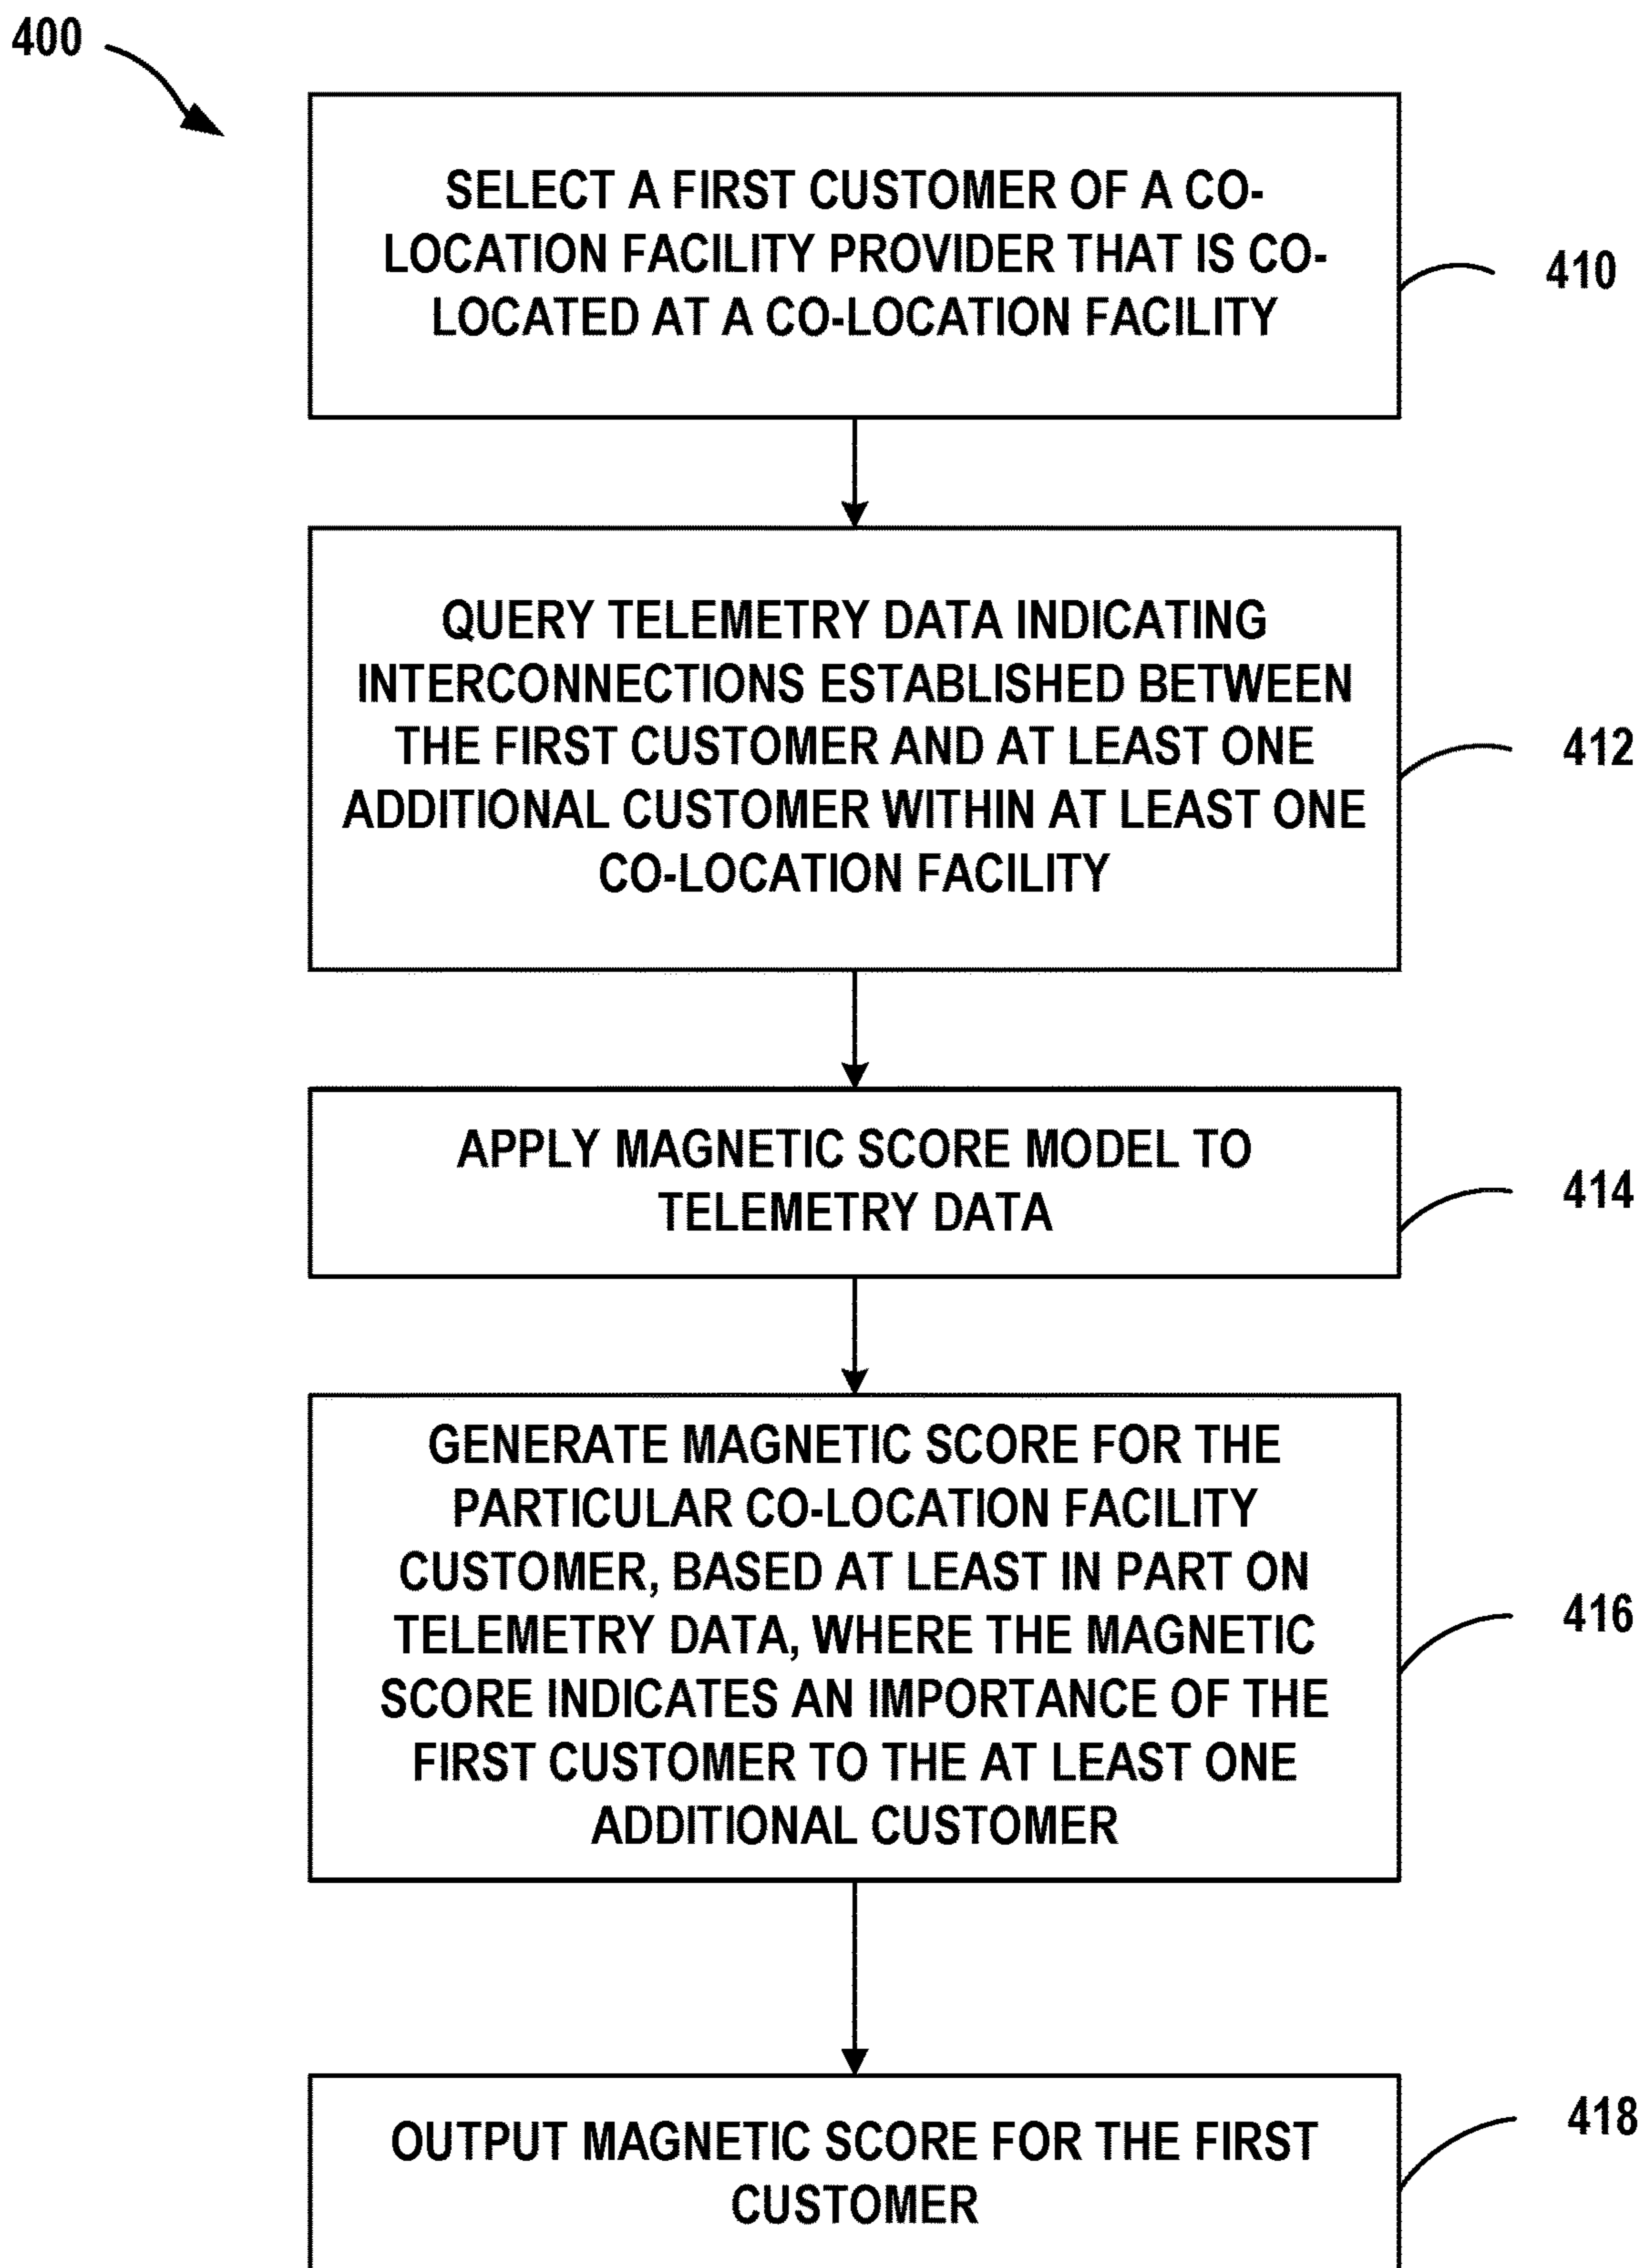 400
SELECT A FIRST CUSTOMER OF A CO-
LOCATION FACILITY PROVIDER THAT IS CO-
LOCATED AT A CO-LOCATION FACILITY
410
QUERY TELEMETRY DATA INDICATING
INTERCONNECTIONS ESTABLISHED BETWEEN
THE FIRST CUSTOMER AND AT LEAST ONE
ADDITIONAL CUSTOMER WITHIN AT LEAST ONE
CO-LOCATION FACILITY
412
APPLY MAGNETIC SCORE MODEL TO
TELEMETRY DATA
414
GENERATE MAGNETIC SCORE FOR THE
PARTICULAR CO-LOCATION FACILITY
CUSTOMER, BASED AT LEAST IN PART ON
TELEMETRY DATA, WHERE THE MAGNETIC
SCORE INDICATES AN IMPORTANCE OF THE
FIRST CUSTOMER TO THE AT LEAST ONE
ADDITIONAL CUSTOMER
416
OUTPUT MAGNETIC SCORE FOR THE FIRST
CUSTOMER
418